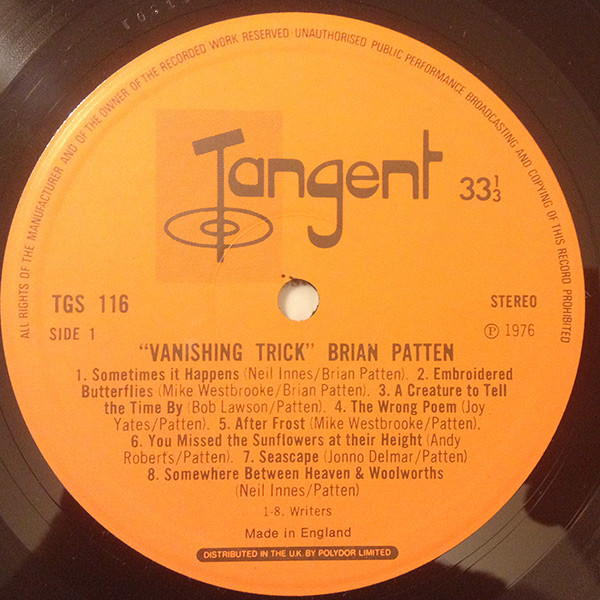 ALL RIGHTS OF THE MANUFACTURER AND OF THE OWNER OF THE RECORDED WORK RESERVED · UNAUTHORISED PUBLIC PERFORMANCE BROADCASTING AND COPYING OF THIS RECORD PROHIBITED
Tangent
33⅓
TGS 116
STEREO
SIDE 1
℗ 1976
"VANISHING TRICK" BRIAN PATTEN
1. Sometimes it Happens (Neil Innes/Brian Patten). 2. Embroidered
Butterflies (Mike Westbrooke/Brian Patten). 3. A Creature to Tell
the Time By (Bob Lawson/Patten). 4. The Wrong Poem (Joy
Yates/Patten). 5. After Frost (Mike Westbrooke/Patten).
6. You Missed the Sunflowers at their Height (Andy
Roberts/Patten). 7. Seascape (Jonno Delmar/Patten)
8. Somewhere Between Heaven & Woolworths
(Neil Innes/Patten)
1-8. Writers
Made in England
DISTRIBUTED IN THE U.K. BY POLYDOR LIMITED